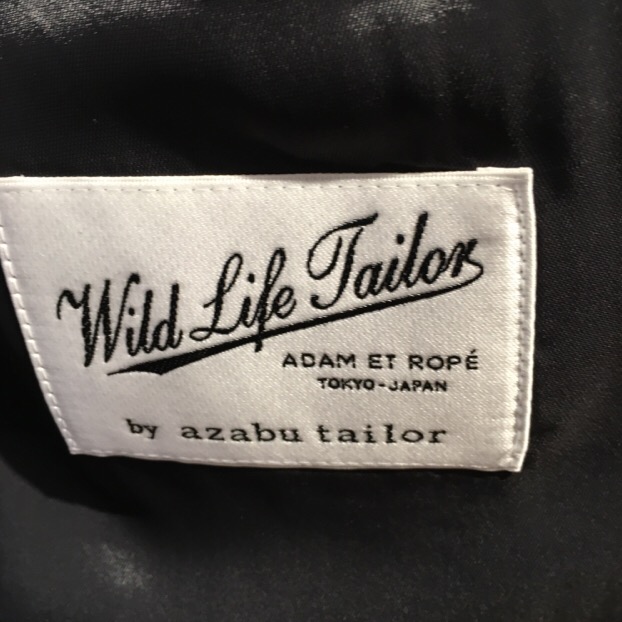 Wild Life Tailor
ADAM ET ROPÉ
TOKYO-JAPAN
by azabu tailor